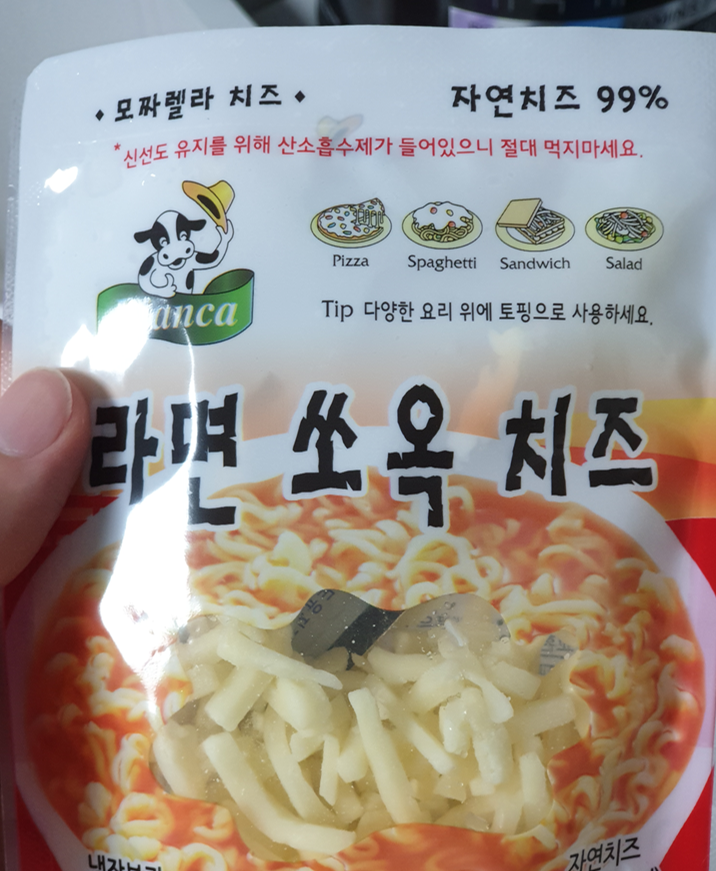 ♦ 모짜렐라 치즈 ♦
자연치즈 99%
*신선도 유지를 위해 산소흡수제가 들어있으니 절대 먹지마세요.
Pizza Spaghetti Sandwich Salad
Tip 다양한 요리 위에 토핑으로 사용하세요.
라면 쏘옥 치즈
자연치즈